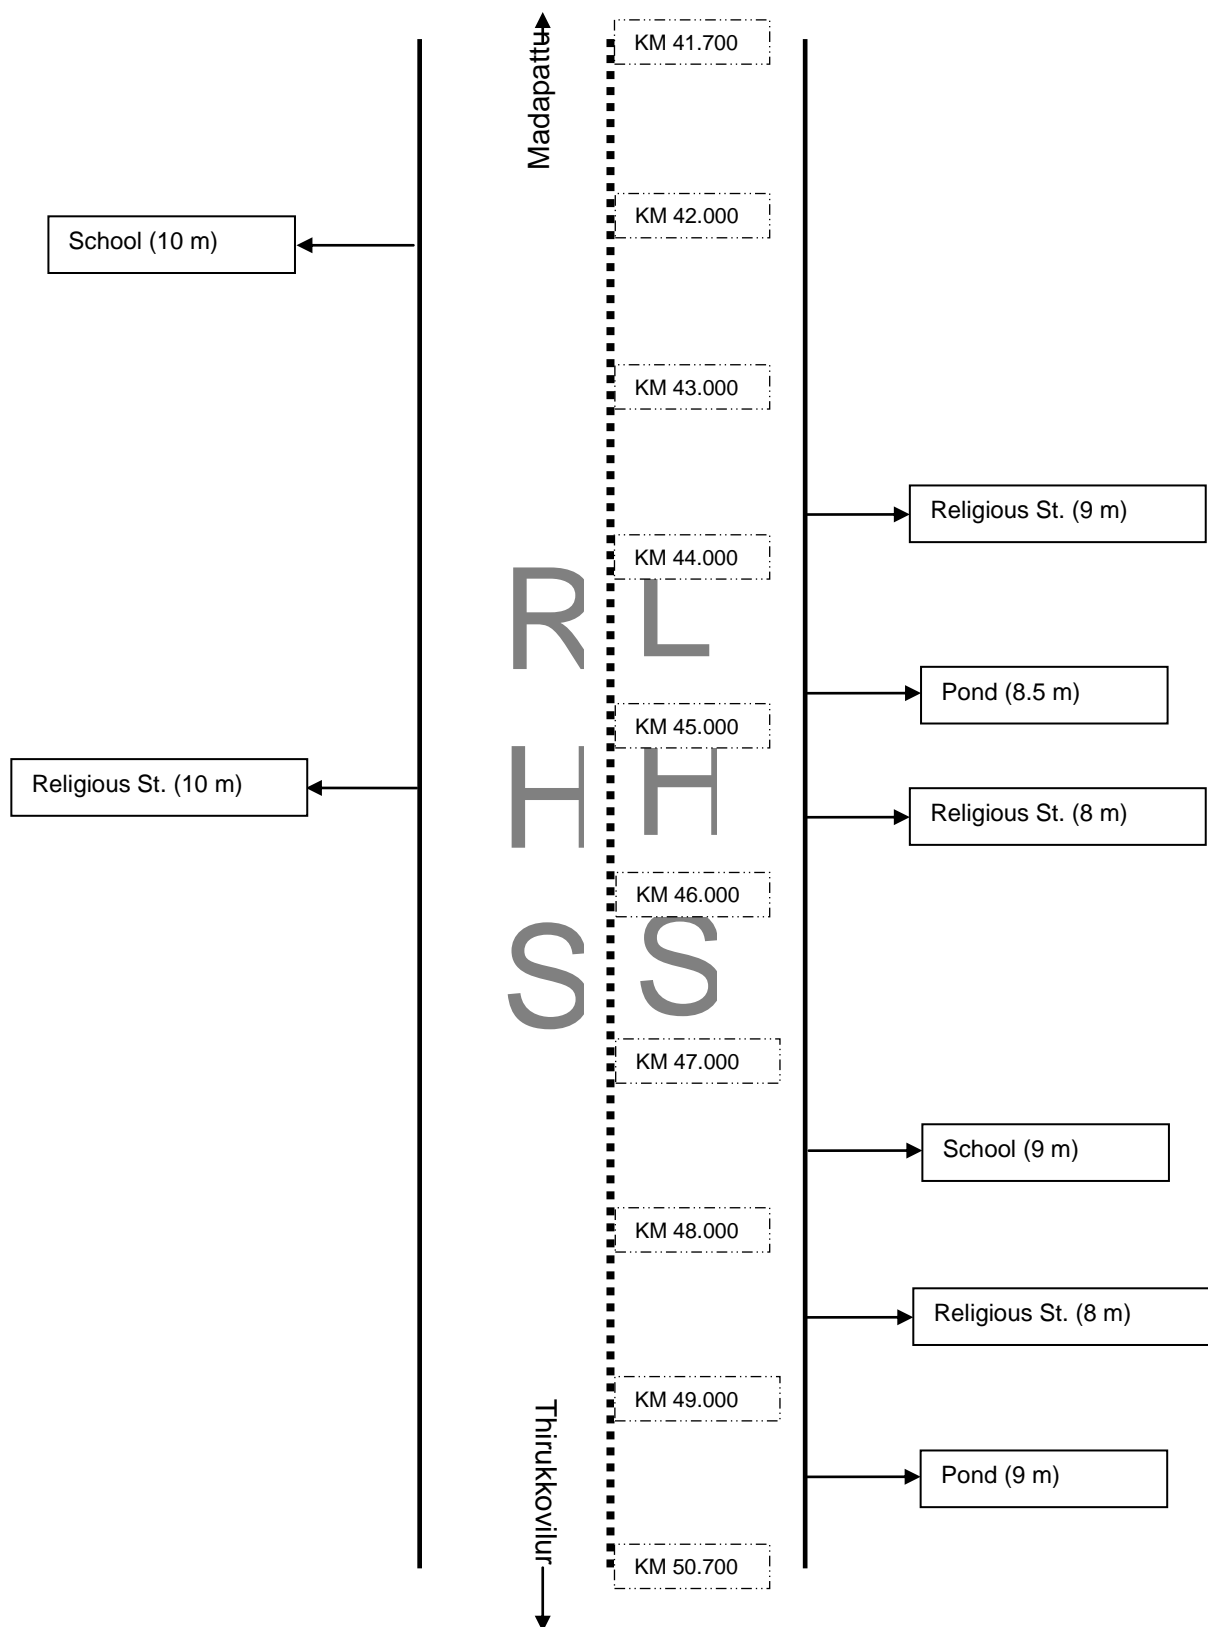 Madapattu
KM 41.700
KM 42.000
School (10 m)
KM 43.000
Religious St. (9 m)
KM 44.000
R L
Pond (8.5 m)
KM 45.000
Religious St. (10 m)
H H
Religious St. (8 m)
KM 46.000
S S
KM 47.000
School (9 m)
KM 48.000
Religious St. (8 m)
KM 49.000
Thirukkovilur
Pond (9 m)
KM 50.700